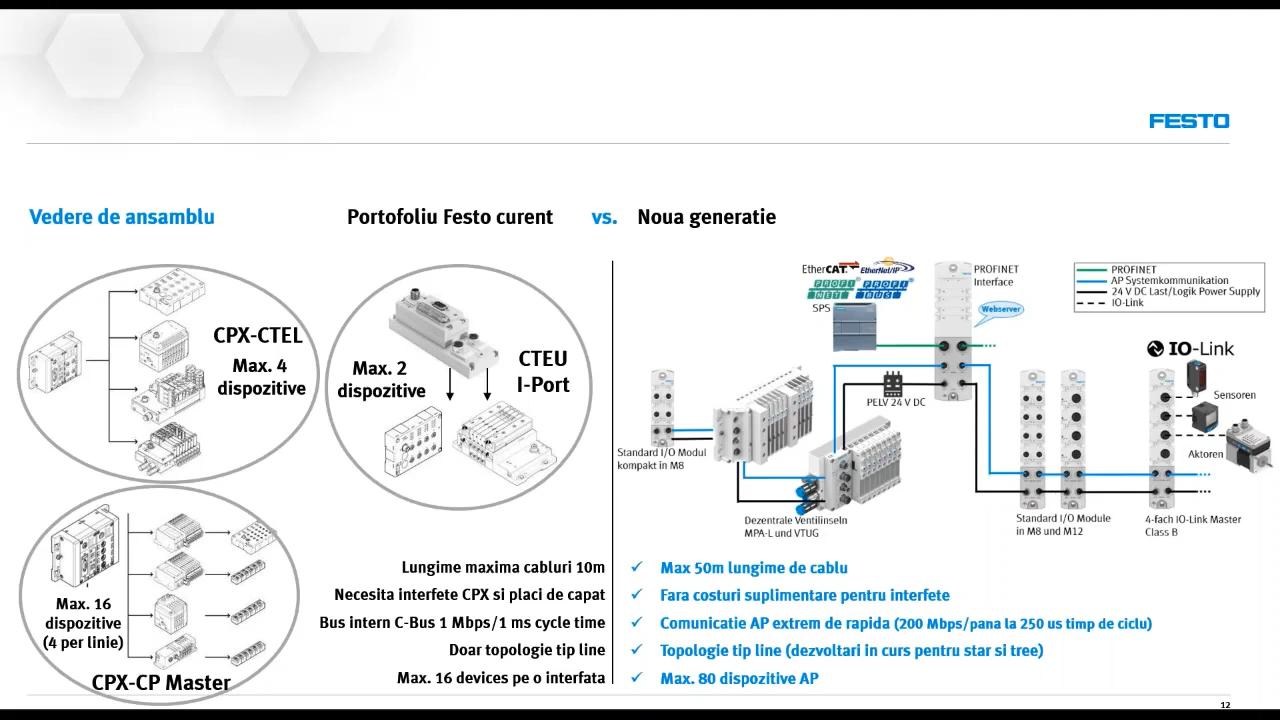 FESTO
Vedere de ansamblu
Portofoliu Festo curent
vs.
Noua generatie
CPX-CTEL
Max. 4
dispozitive
Max. 2
dispozitive
CTEU
I-Port
Max. 16
dispozitive
(4 per linie)
CPX-CP Master
EtherCAT
EtherNet/IP
PROFINET
PROFIBUS
SPS
PROFINET
Interface
Webserver
PROFINET
AP Systemkommunikation
24 V DC Last/Logik Power Supply
IO-Link
IO-Link
Sensoren
Aktoren
PELV 24 V DC
Standard I/O Modul
kompakt in M8
Dezentrale Ventilinseln
MPA-L und VTUG
Standard I/O Module
in M8 und M12
4-fach IO-Link Master
Class B
Lungime maxima cabluri 10m
Necesita interfete CPX si placi de capat
Bus intern C-Bus 1 Mbps/1 ms cycle time
Doar topologie tip line
Max. 16 devices pe o interfata
✓ Max 50m lungime de cablu
✓ Fara costuri suplimentare pentru interfete
✓ Comunicatie AP extrem de rapida (200 Mbps/pana la 250 us timp de ciclu)
✓ Topologie tip line (dezvoltari in curs pentru star si tree)
✓ Max. 80 dispozitive AP
12